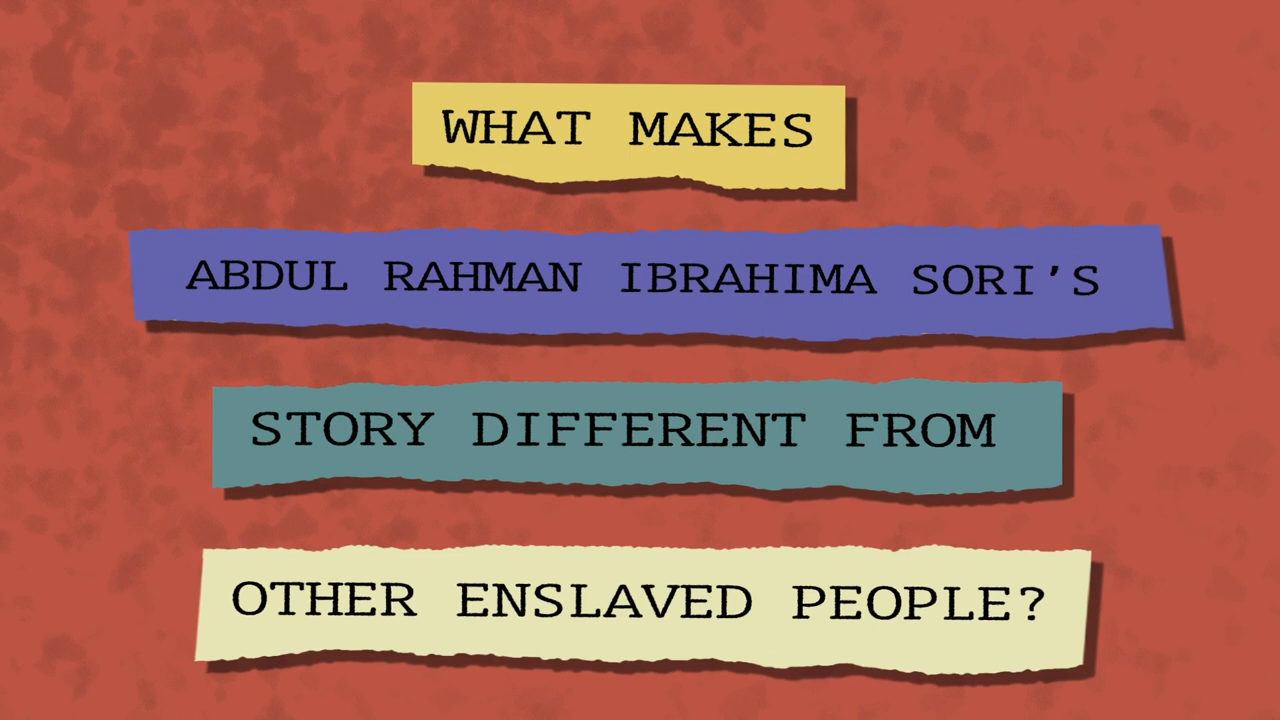 WHAT MAKES
ABDUL RAHMAN IBRAHIMA SORI'S
STORY DIFFERENT FROM
OTHER ENSLAVED PEOPLE?